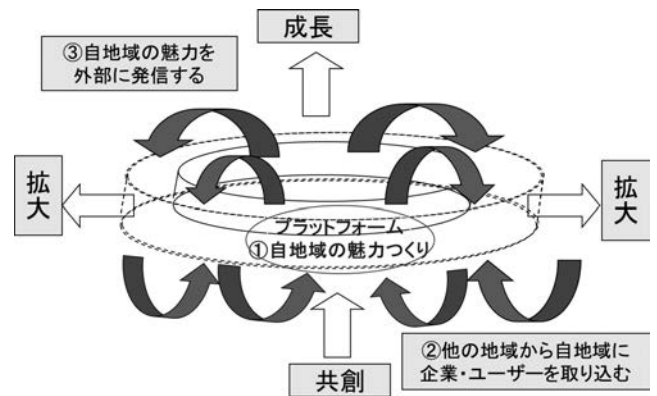 成長
③自地域の魅力を
外部に発信する
拡大
拡大
プラットフォーム
①自地域の魅力つくり
②他の地域から自地域に
企業・ユーザーを取り込む
共創